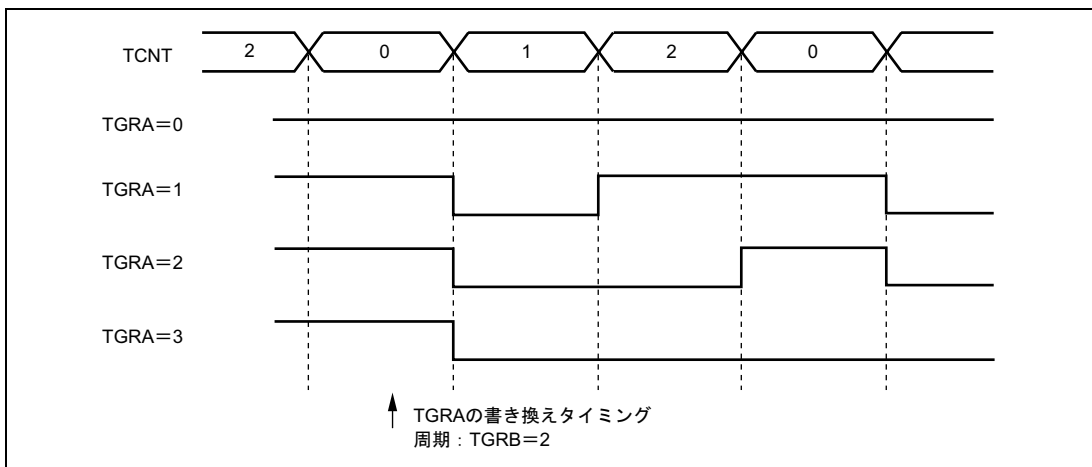 TCNT 2 0 1 2 0
TGRA=0
TGRA=1
TGRA=2
TGRA=3
TGRAの書き換えタイミング
周期：TGRB=2